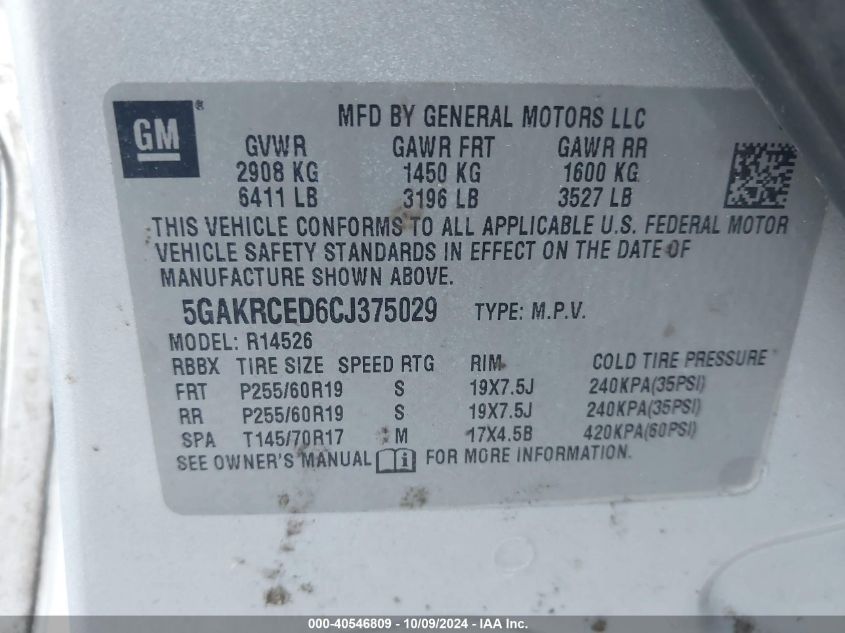 GM ®
MFD BY GENERAL MOTORS LLC
GVWR GAWR FRT GAWR RR
2908 KG 1450 KG 1600 KG
6411 LB 3196 LB 3527 LB
THIS VEHICLE CONFORMS TO ALL APPLICABLE U.S. FEDERAL MOTOR
VEHICLE SAFETY STANDARDS IN EFFECT ON THE DATE OF
MANUFACTURE SHOWN ABOVE.
5GAKRCED6CJ375029 TYPE: M.P.V.
MODEL: R14526
RBBX TIRE SIZE SPEED RTG RIM COLD TIRE PRESSURE
FRT P255/60R19 S 19X7.5J 240KPA(35PSI)
RR P255/60R19 S 19X7.5J 240KPA(35PSI)
SPA T145/70R17 M 17X4.5B 420KPA(60PSI)
SEE OWNER'S MANUAL i FOR MORE INFORMATION.
000-40546809 - 10/09/2024 - IAA Inc.